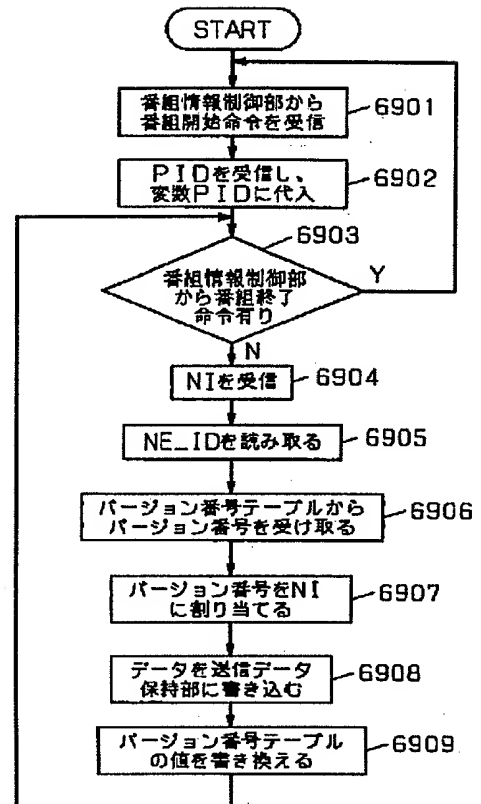 START
番組情報制御部から
番組開始命令を受信
6901
PIDを受信し、
変数PIDに代入
6902
6903
番組情報制御部
から番組終了
命令有り
Y
N
NIを受信
6904
NE_IDを読み取る
6905
バージョン番号テーブルから
バージョン番号を受け取る
6906
バージョン番号をNI
に割り当てる
6907
データを送信データ
保持部に書き込む
6908
バージョン番号テーブル
の値を書き換える
6909